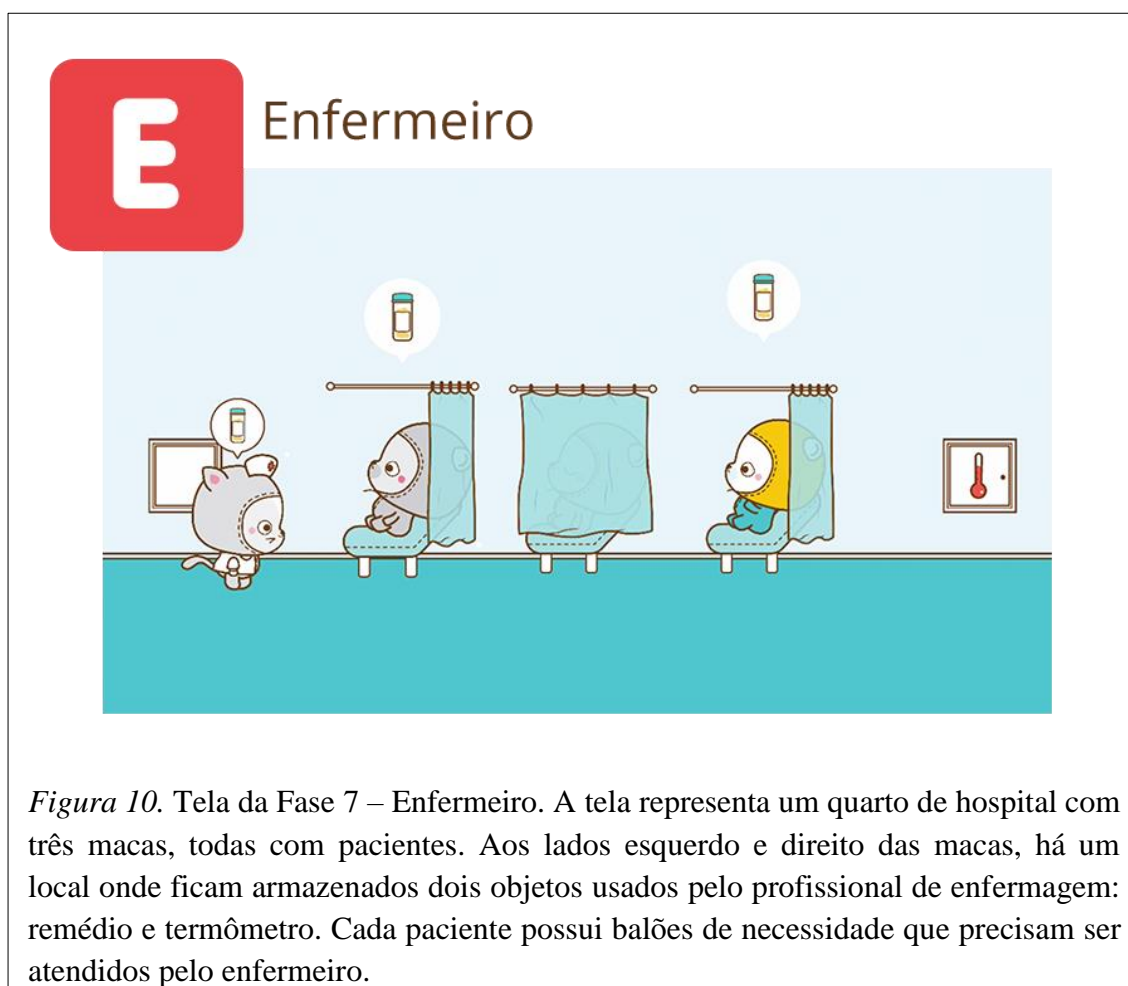 E
Enfermeiro
Figura 10. Tela da Fase 7 – Enfermeiro. A tela representa um quarto de hospital com
três macas, todas com pacientes. Aos lados esquerdo e direito das macas, há um
local onde ficam armazenados dois objetos usados pelo profissional de enfermagem:
remédio e termômetro. Cada paciente possui balões de necessidade que precisam ser
atendidos pelo enfermeiro.